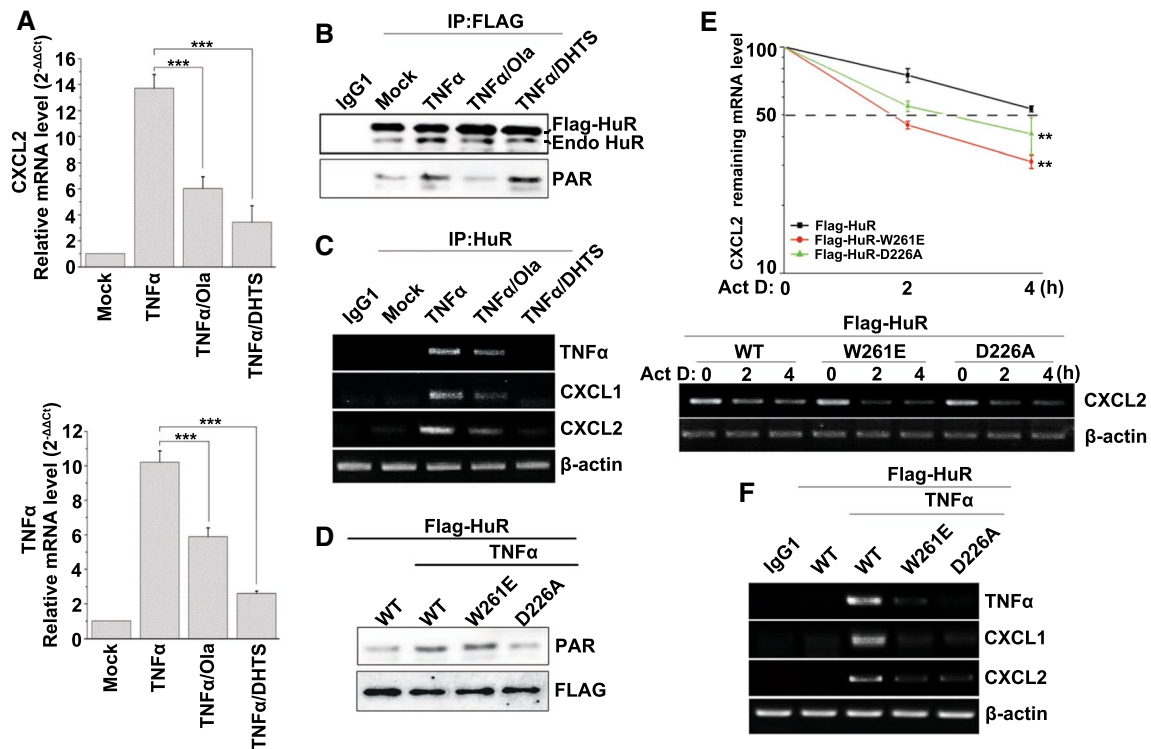 A
CXCL2
Relative mRNA level (2-ΔΔCt)
16
14
12
10
8
6
4
2
0
***
***
Mock
TNFα
TNFα/Ola
TNFα/DHTS
TNFα
Relative mRNA level (2-ΔΔCt)
12
10
8
6
4
2
0
***
***
Mock
TNFα
TNFα/Ola
TNFα/DHTS
B
IP:FLAG
IgG1
Mock
TNFα
TNFα/Ola
TNFα/DHTS
Flag-HuR
Endo HuR
PAR
C
IP:HuR
IgG1
Mock
TNFα
TNFα/Ola
TNFα/DHTS
TNFα
CXCL1
CXCL2
β-actin
D
Flag-HuR
TNFα
WT
WT
W261E
D226A
PAR
FLAG
E
CXCL2 remaining mRNA level
100
50
10
**
**
Flag-HuR
Flag-HuR-W261E
Flag-HuR-D226A
Act D: 0 2 4 (h)
Flag-HuR
WT W261E D226A
Act D: 0 2 4 0 2 4 0 2 4 (h)
CXCL2
β-actin
F
Flag-HuR
TNFα
IgG1
WT
WT
W261E
D226A
TNFα
CXCL1
CXCL2
β-actin